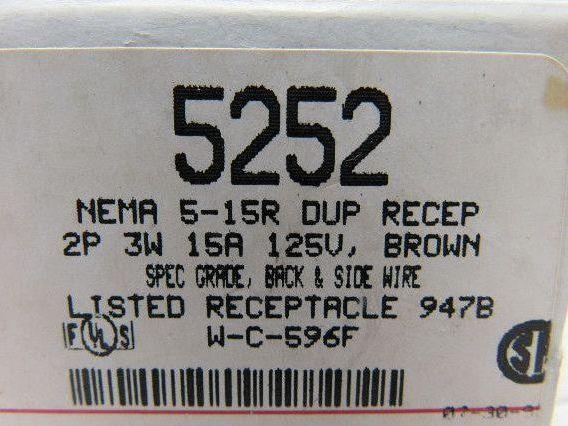 5252
NEMA 5-15R DUP RECEP
2P 3W 15A 125V, BROWN
SPEC GRADE, BACK & SIDE WIRE
LISTED RECEPTACLE 947B
F UL S W-C-596F